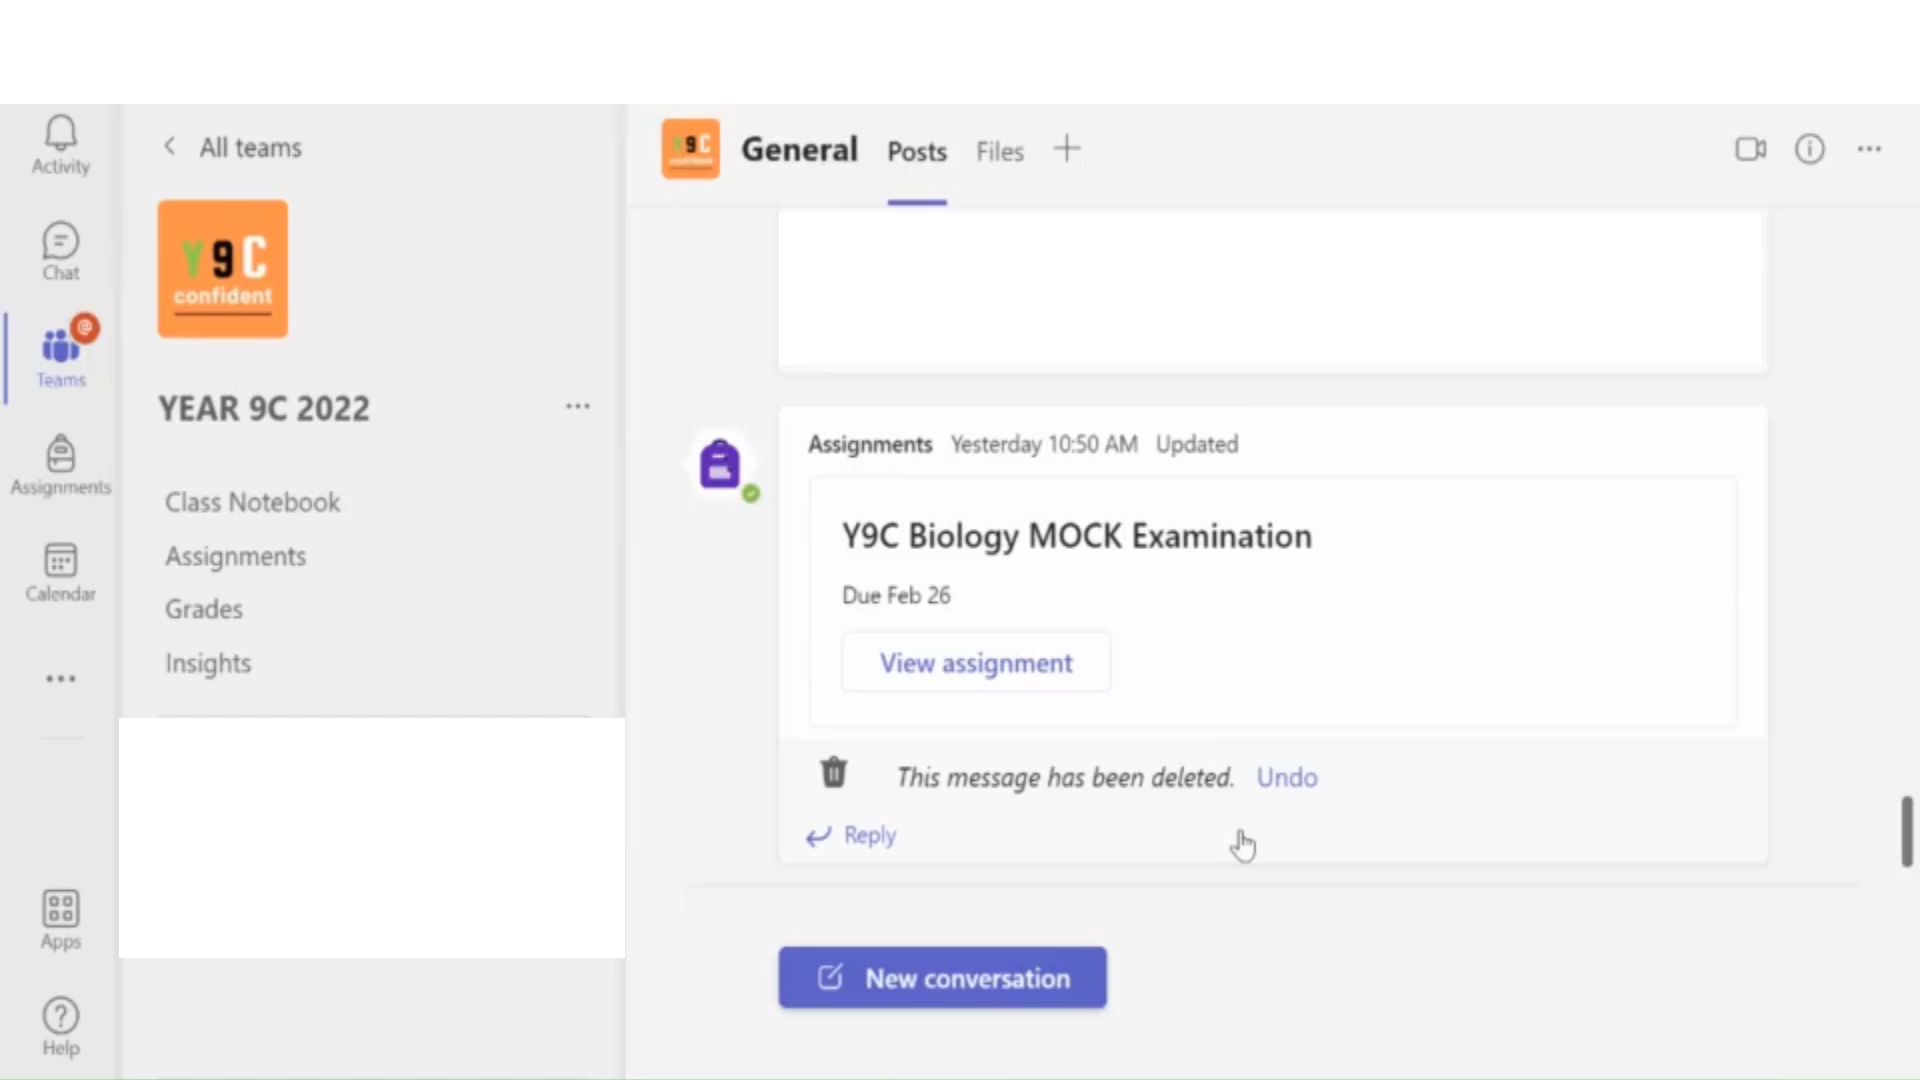 Activity
Chat
@
Teams
Assignments
Calendar
Apps
Help
All teams
Y9C
confident
YEAR 9C 2022
Class Notebook
Assignments
Grades
Insights
Y9C
General Posts Files
Assignments Yesterday 10:50 AM Updated
Y9C Biology MOCK Examination
Due Feb 26
View assignment
This message has been deleted. Undo
Reply
New conversation